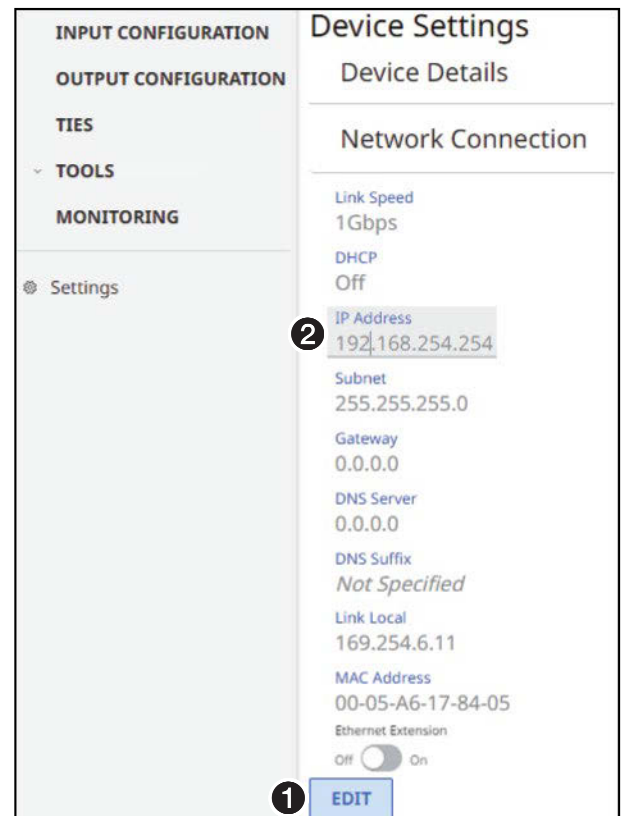 INPUT CONFIGURATION
OUTPUT CONFIGURATION
TIES
TOOLS
MONITORING
Settings
Device Settings
Device Details
Network Connection
Link Speed
1Gbps
DHCP
Off
IP Address
2 192.168.254.254
Subnet
255.255.255.0
Gateway
0.0.0.0
DNS Server
0.0.0.0
DNS Suffix
Not Specified
Link Local
169.254.6.11
MAC Address
00-05-A6-17-84-05
Ethernet Extension
Off On
1 EDIT